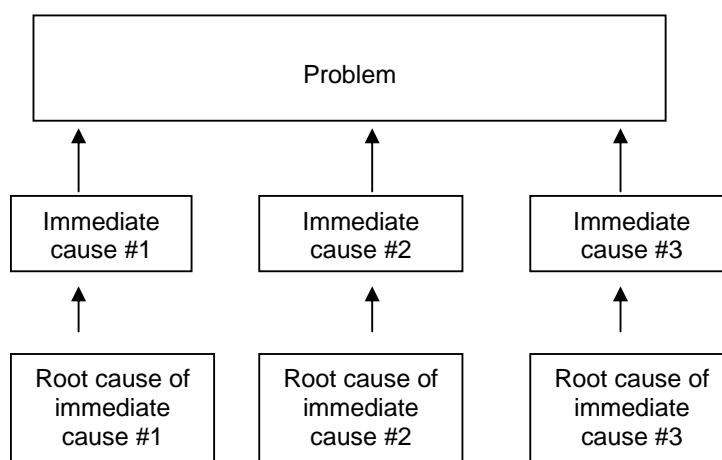 Problem
Immediate
cause #1
Immediate
cause #2
Immediate
cause #3
Root cause of
immediate
cause #1
Root cause of
immediate
cause #2
Root cause of
immediate
cause #3